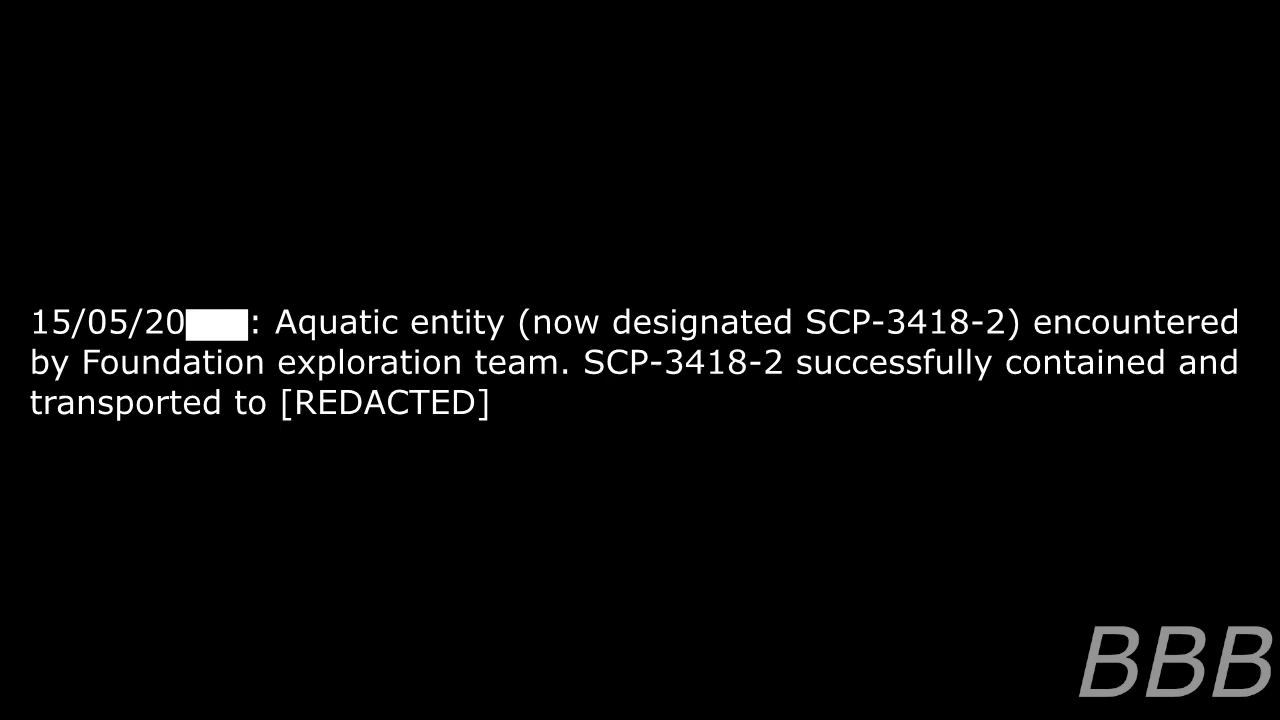 15/05/20██: Aquatic entity (now designated SCP-3418-2) encountered
by Foundation exploration team. SCP-3418-2 successfully contained and
transported to [REDACTED]
BBB